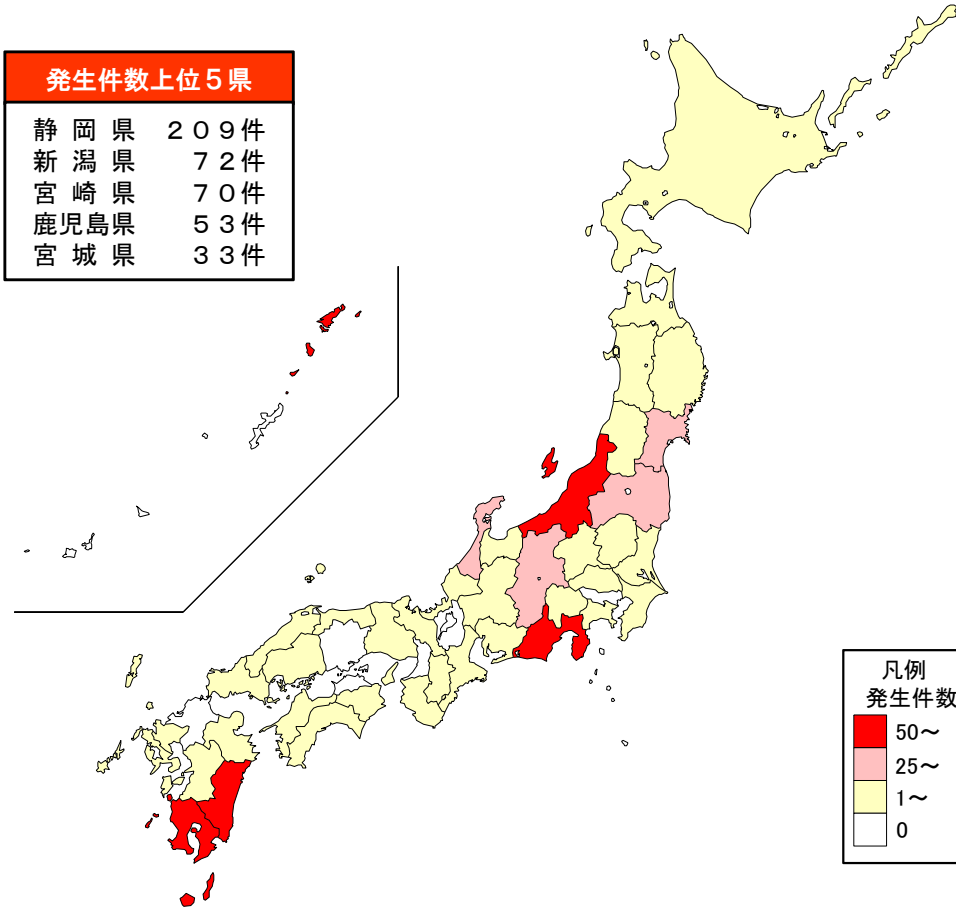 発生件数上位５県
静岡県 ２０９件
新潟県 ７２件
宮崎県 ７０件
鹿児島県 ５３件
宮城県 ３３件
凡例
発生件数
50～
25～
1～
0